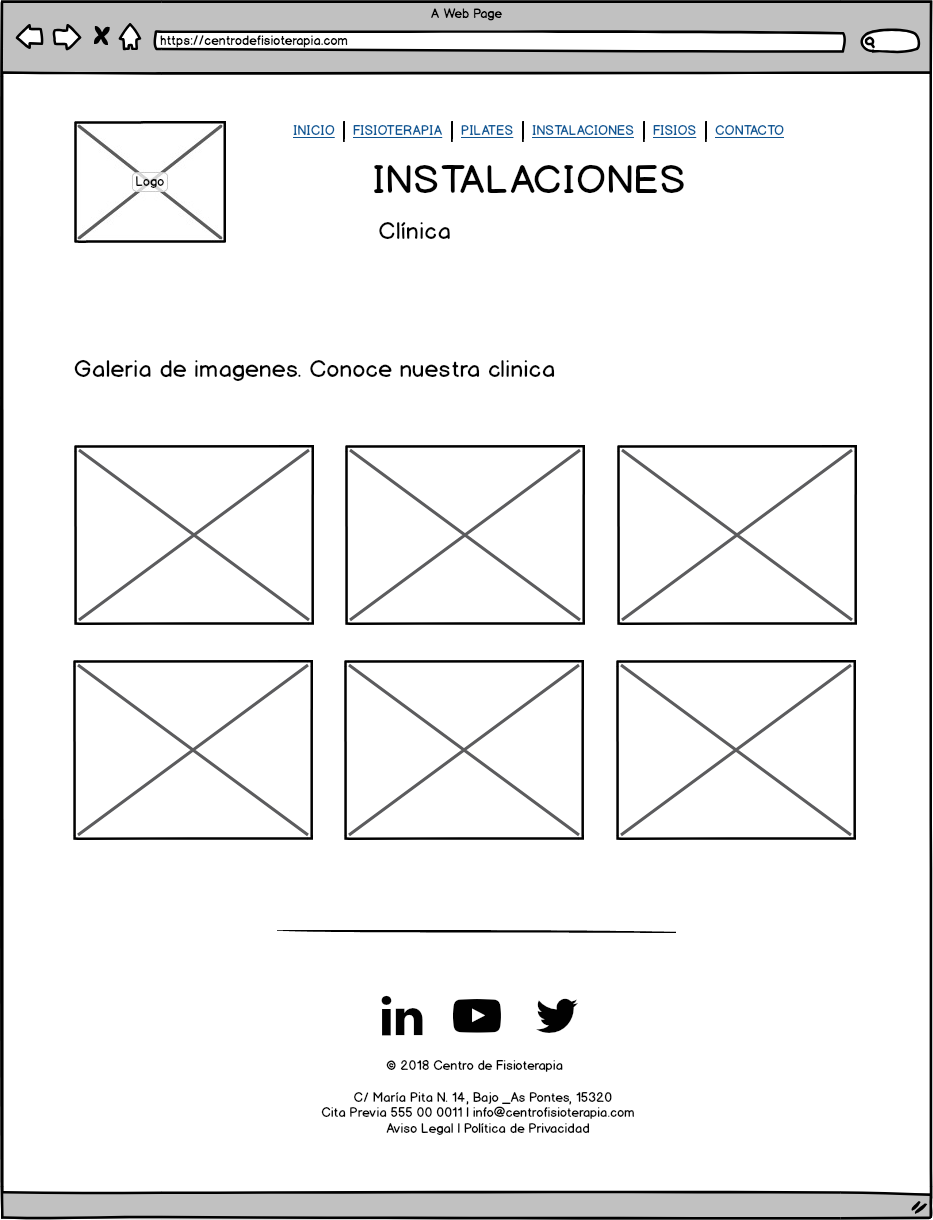 A Web Page
https://centrodefisioterapia.com
INICIO | FISIOTERAPIA | PILATES | INSTALACIONES | FISIOS | CONTACTO
Logo
INSTALACIONES
Clínica
Galeria de imagenes. Conoce nuestra clinica
in
© 2018 Centro de Fisioterapia
C/ María Pita N. 14, Bajo _As Pontes, 15320
Cita Previa 555 00 0011 | info@centrofisioterapia.com
Aviso Legal | Política de Privacidad